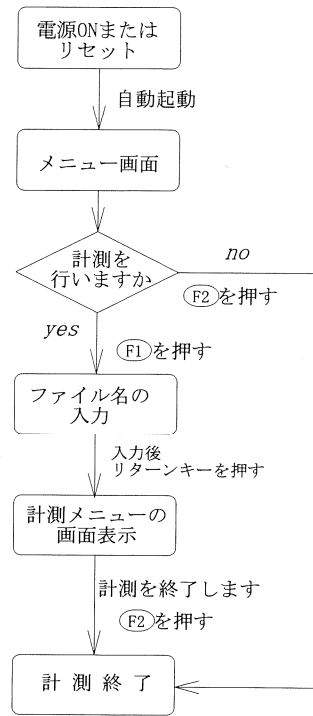 電源ONまたは
リセット
自動起動
メニュー画面
計測を
行いますか
no
F2を押す
yes
F1を押す
ファイル名の
入力
入力後
リターンキーを押す
計測メニューの
画面表示
計測を終了します
F2を押す
計測終了